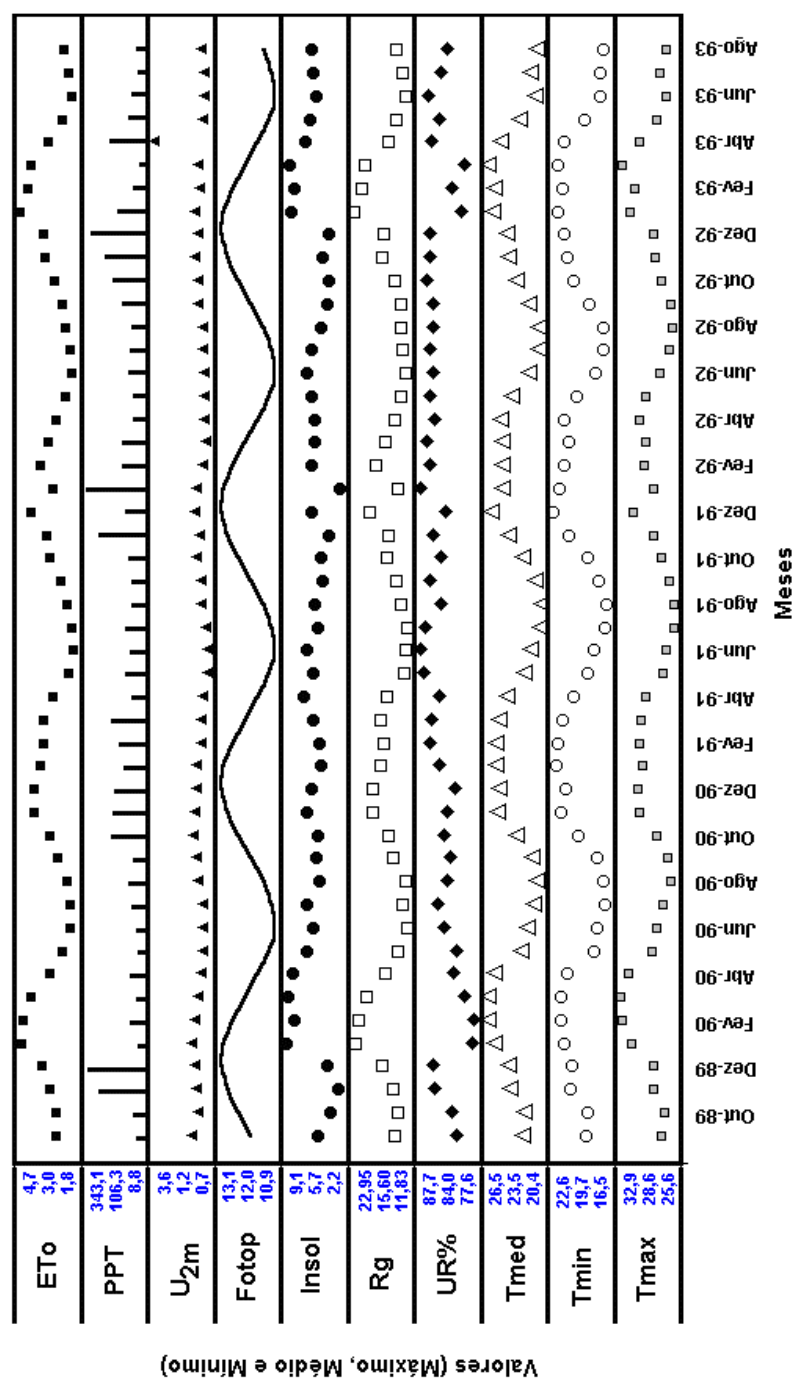 Valores (Máximo, Médio e Mínimo)
ETo
4,7
3,0
1,8
PPT
343,1
106,3
8,8
U2m
3,6
1,2
0,7
Fotop
13,1
12,0
10,9
Insol
9,1
5,7
2,2
Rg
22,95
15,60
11,83
UR%
87,7
84,0
77,6
Tmed
26,5
23,5
20,4
Tmin
22,6
19,7
16,5
Tmax
32,9
28,6
25,6
Out-89
Dez-89
Fev-90
Abr-90
Jun-90
Ago-90
Out-90
Dez-90
Fev-91
Abr-91
Jun-91
Ago-91
Out-91
Dez-91
Fev-92
Abr-92
Jun-92
Ago-92
Out-92
Dez-92
Fev-93
Abr-93
Jun-93
Ago-93
Meses